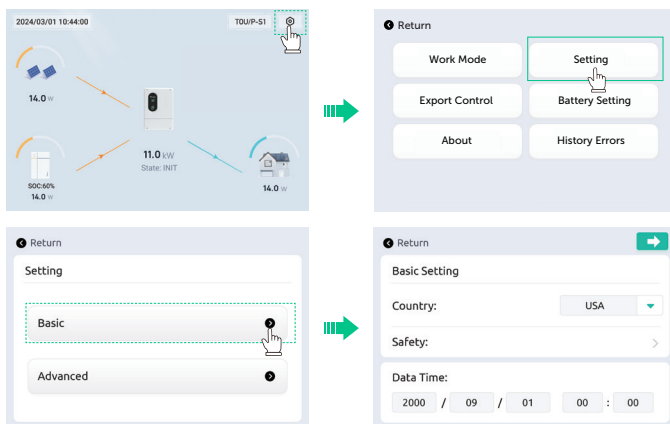 2024/03/01 10:44:00
TOU/P-S1
14.0 W
11.0 kW
State: INIT
SOC:60%
14.0 W
14.0 W
Return
Work Mode
Setting
Export Control
Battery Setting
About
History Errors
Return
Setting
Basic
Advanced
Return
Basic Setting
Country:
USA
Safety:
Data Time:
2000 / 09 / 01 00 : 00